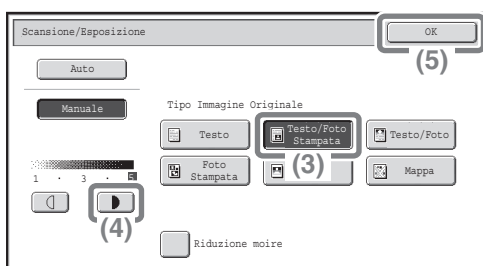 Scansione/Esposizione
OK
(5)
Auto
Manuale
Tipo Immagine Originale
Testo
Testo/Foto
Stampata
Testo/Foto
(3)
Foto
Stampata
Mappa
1 · 3 · 5
(4)
Riduzione moire